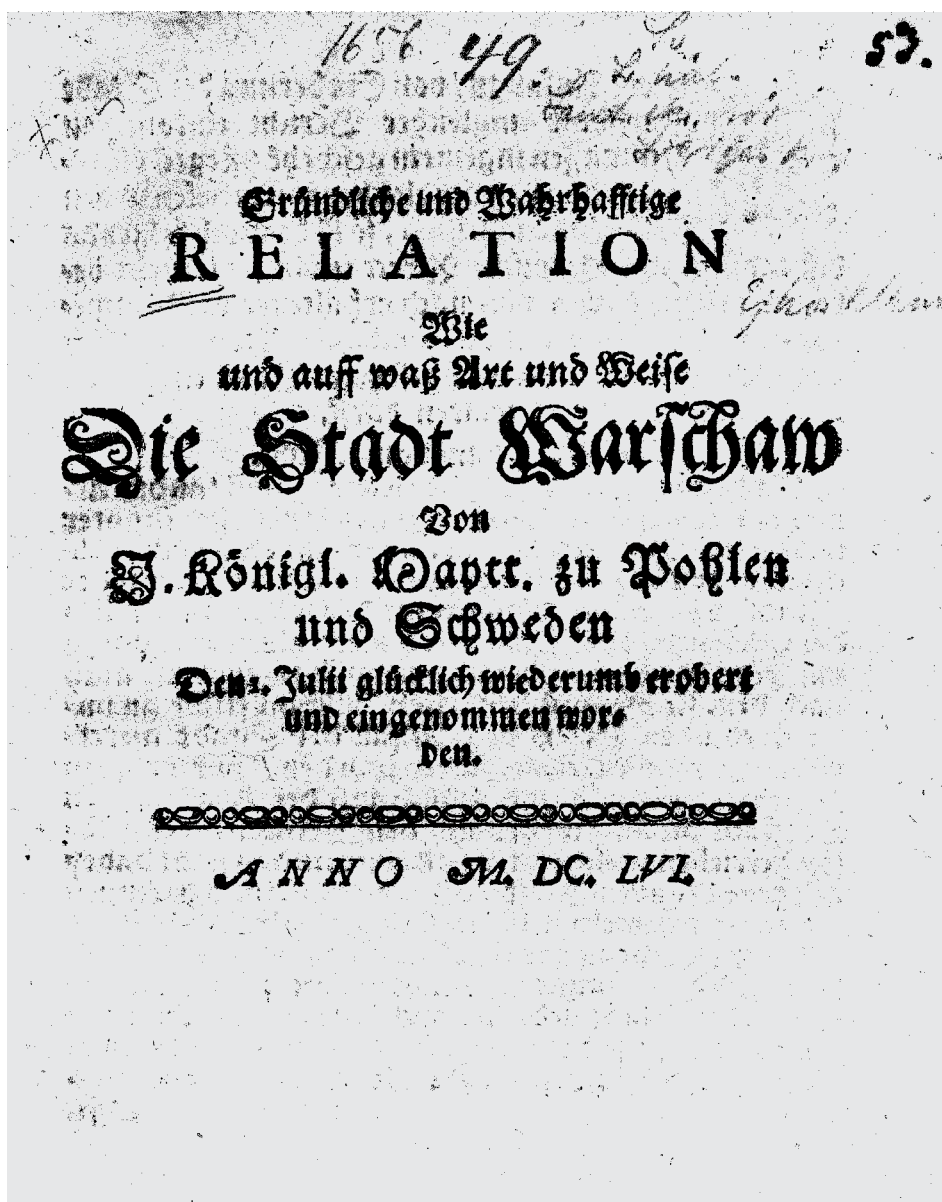 1656 49.
53.
Gründliche und Wahrhafftige
RELATION
Wie
und auff waß Art und Weise
Die Stadt Warschaw
Von
J. Königl. Maytt. zu Pohlen
und Schweden
Den 1. Julii glücklich wiederumb erobert
und eingenommen wor-
den.
ANNO M. DC. LVI.